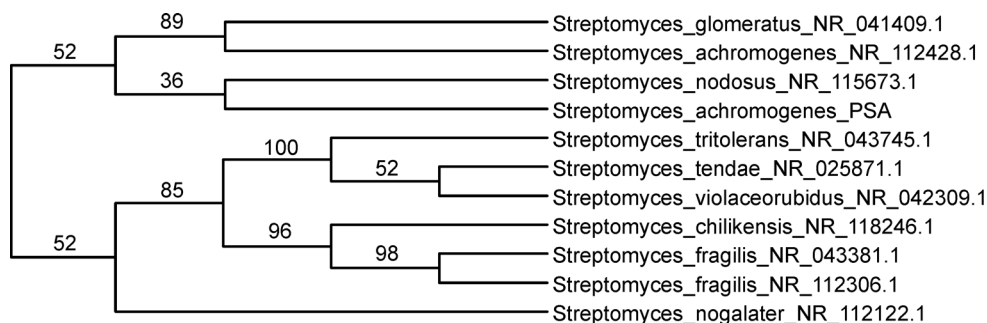 89
Streptomyces_glomeratus_NR_041409.1
52
Streptomyces_achromogenes_NR_112428.1
36
Streptomyces_nodosus_NR_115673.1
Streptomyces_achromogenes_PSA
100
Streptomyces_tritolerans_NR_043745.1
52
Streptomyces_tendae_NR_025871.1
85
Streptomyces_violaceorubidus_NR_042309.1
96
Streptomyces_chilikensis_NR_118246.1
52
98
Streptomyces_fragilis_NR_043381.1
Streptomyces_fragilis_NR_112306.1
Streptomyces_nogalater_NR_112122.1